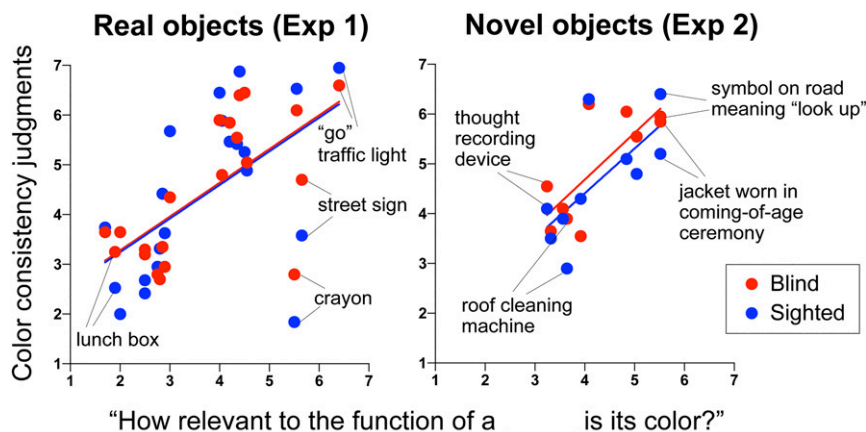 Real objects (Exp 1)
Novel objects (Exp 2)
Color consistency judgments
7
6
5
4
3
2
1
1 2 3 4 5 6 7
"go"
traffic light
street sign
crayon
lunch box
7
6
5
4
3
2
1
1 2 3 4 5 6 7
thought
recording
device
symbol on road
meaning "look up"
jacket worn in
coming-of-age
ceremony
roof cleaning
machine
Blind
Sighted
"How relevant to the function of a is its color?"